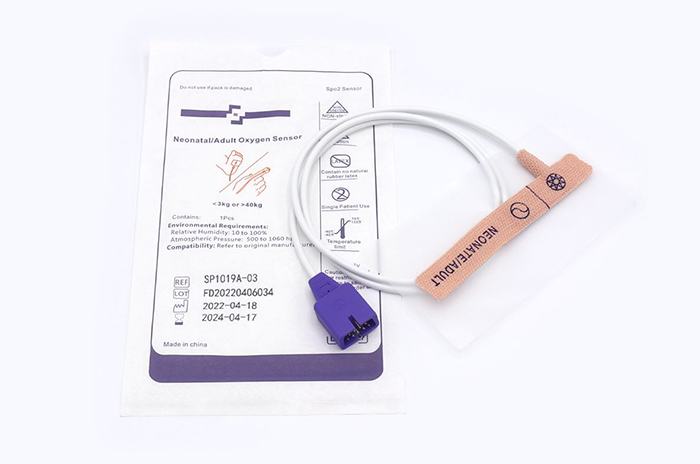 Do not use if pack is damaged
Spo2 Sensor
Neonatal/Adult Oxygen Sensor
<3kg or >40kg
Contains: 1Pcs
Environmental Requirements:
Relative Humidity: 10 to 100%
Atmospheric Pressure: 500 to 1060
Compatibility: Refer to original manufacturer
REF SP1019A-03
LOT FD20220406034
2022-04-18
2024-04-17
Made in china
LATEX
Contain no natural
rubber latex
Single Patient Use
Temperature
limit
NEONATE/ADULT